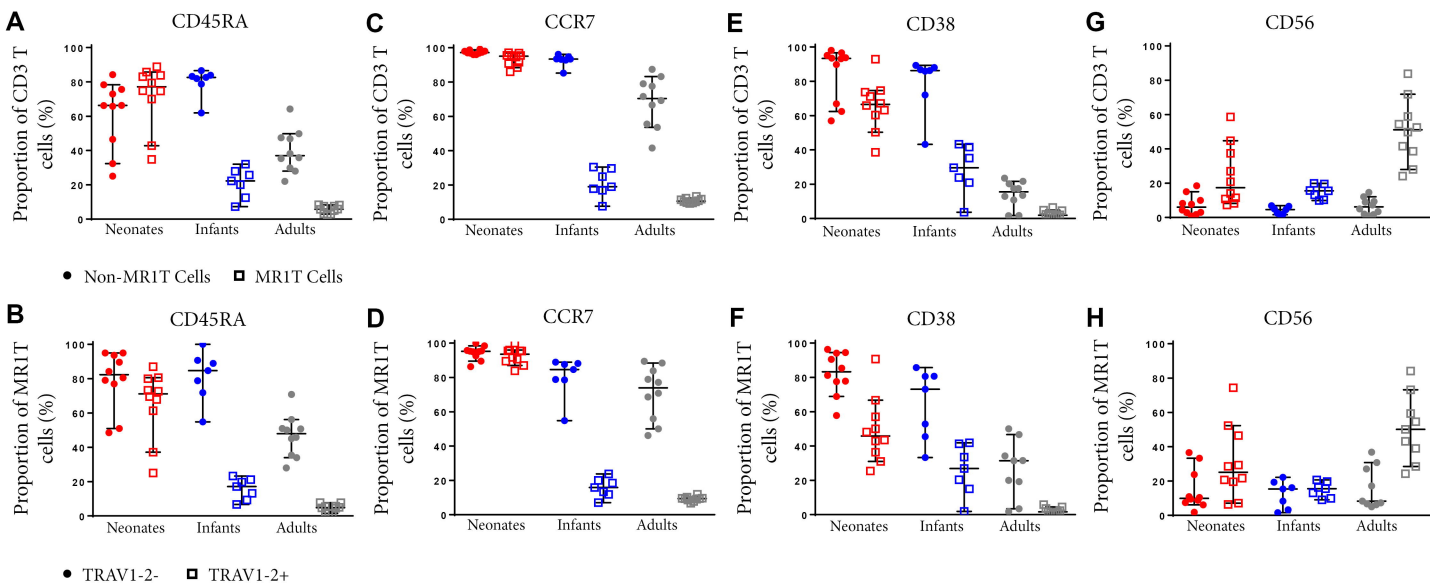 A
CD45RA
Proportion of CD3 T
cells (%)
100
80
60
40
20
0
Neonates
Infants
Adults
C
CCR7
Proportion of CD3 T
cells (%)
100
80
60
40
20
0
Neonates
Infants
Adults
E
CD38
Proportion of CD3 T
cells (%)
100
80
60
40
20
0
Neonates
Infants
Adults
G
CD56
Proportion of CD3 T
cells (%)
100
80
60
40
20
0
Neonates
Infants
Adults
Non-MR1T Cells
MR1T Cells
B
CD45RA
Proportion of MR1T
cells (%)
100
80
60
40
20
0
Neonates
Infants
Adults
D
CCR7
Proportion of MR1T
cells (%)
100
80
60
40
20
0
Neonates
Infants
Adults
F
CD38
Proportion of MR1T
cells (%)
100
80
60
40
20
0
Neonates
Infants
Adults
H
CD56
Proportion of MR1T
cells (%)
100
80
60
40
20
0
Neonates
Infants
Adults
TRAV1-2-
TRAV1-2+